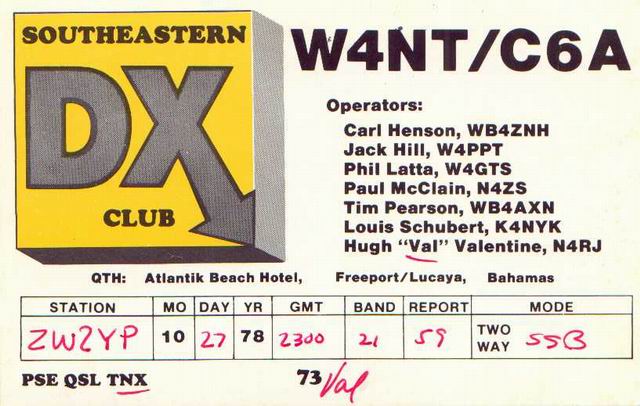 SOUTHEASTERN
DX
CLUB
W4NT/C6A
Operators:
Carl Henson, WB4ZNH
Jack Hill, W4PPT
Phil Latta, W4GTS
Paul McClain, N4ZS
Tim Pearson, WB4AXN
Louis Schubert, K4NYK
Hugh "Val" Valentine, N4RJ
QTH: Atlantik Beach Hotel, Freeport/Lucaya, Bahamas
STATION MO DAY YR GMT BAND REPORT MODE
ZW2YP 10 27 78 2300 21 59 TWO WAY SSB
PSE QSL TNX 73 Val